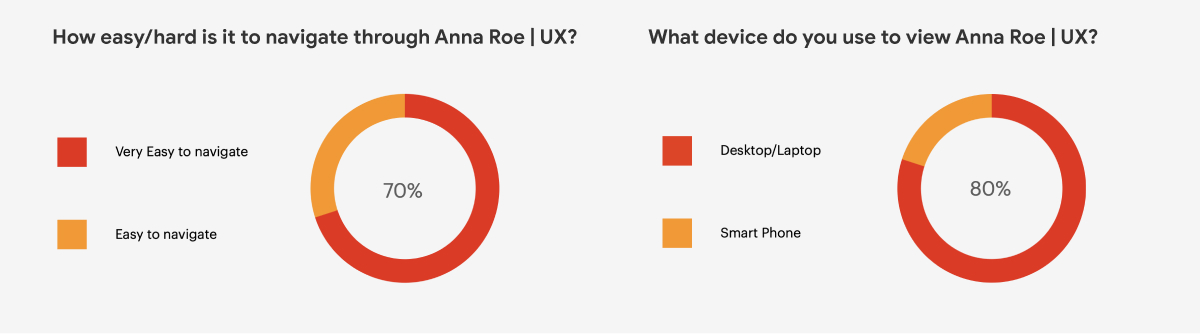 How easy/hard is it to navigate through Anna Roe | UX?
Very Easy to navigate
Easy to navigate
70%
What device do you use to view Anna Roe | UX?
Desktop/Laptop
Smart Phone
80%